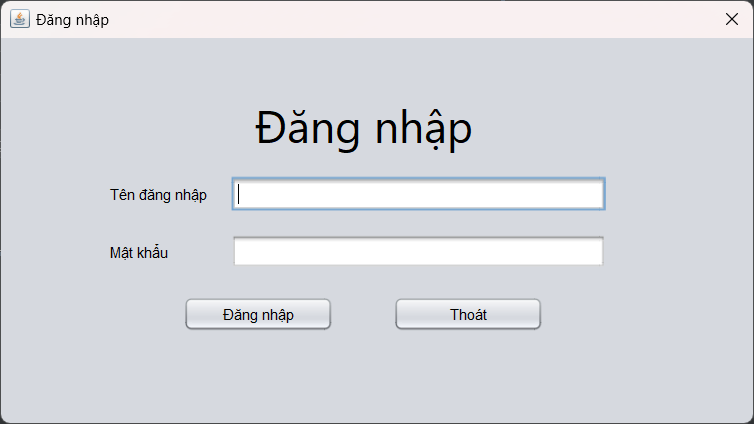 Đăng nhập
Đăng nhập
Tên đăng nhập
Mật khẩu
Đăng nhập Thoát